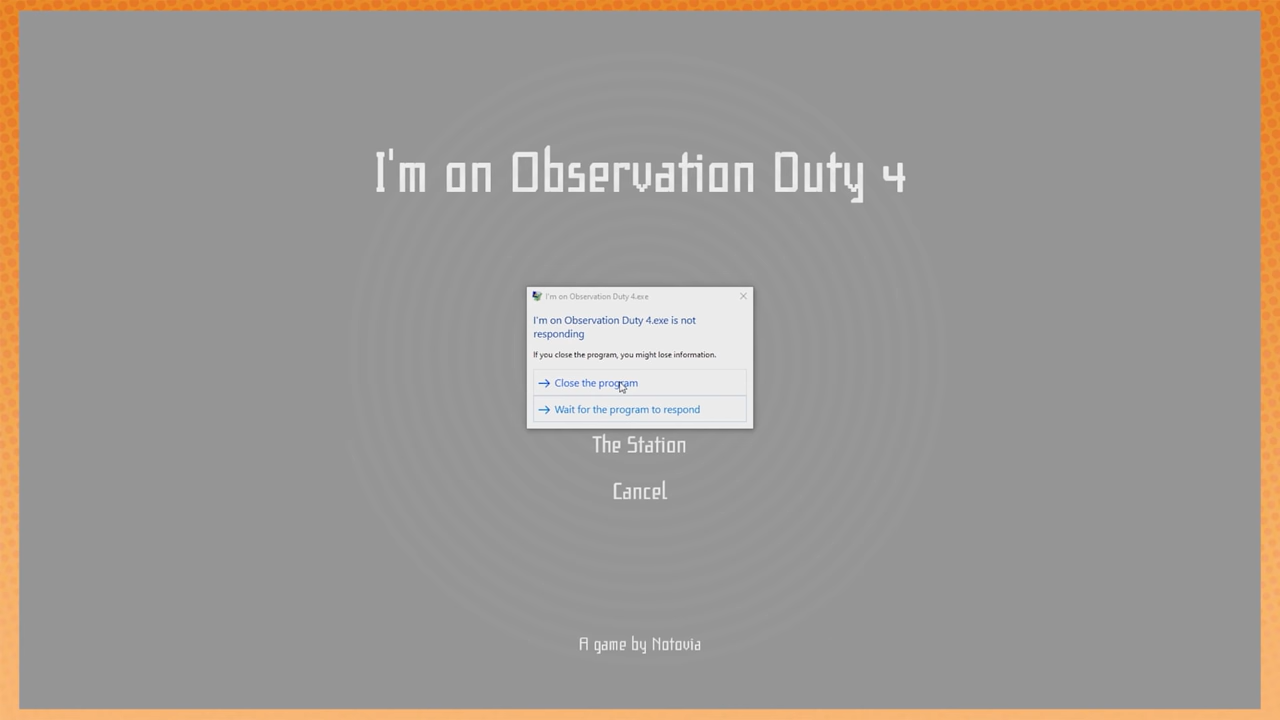 I'm on Observation Duty 4
I'm on Observation Duty 4.exe
I'm on Observation Duty 4.exe is not
responding
If you close the program, you might lose information.
Close the program
Wait for the program to respond
The Station
Cancel
A game by Notovia